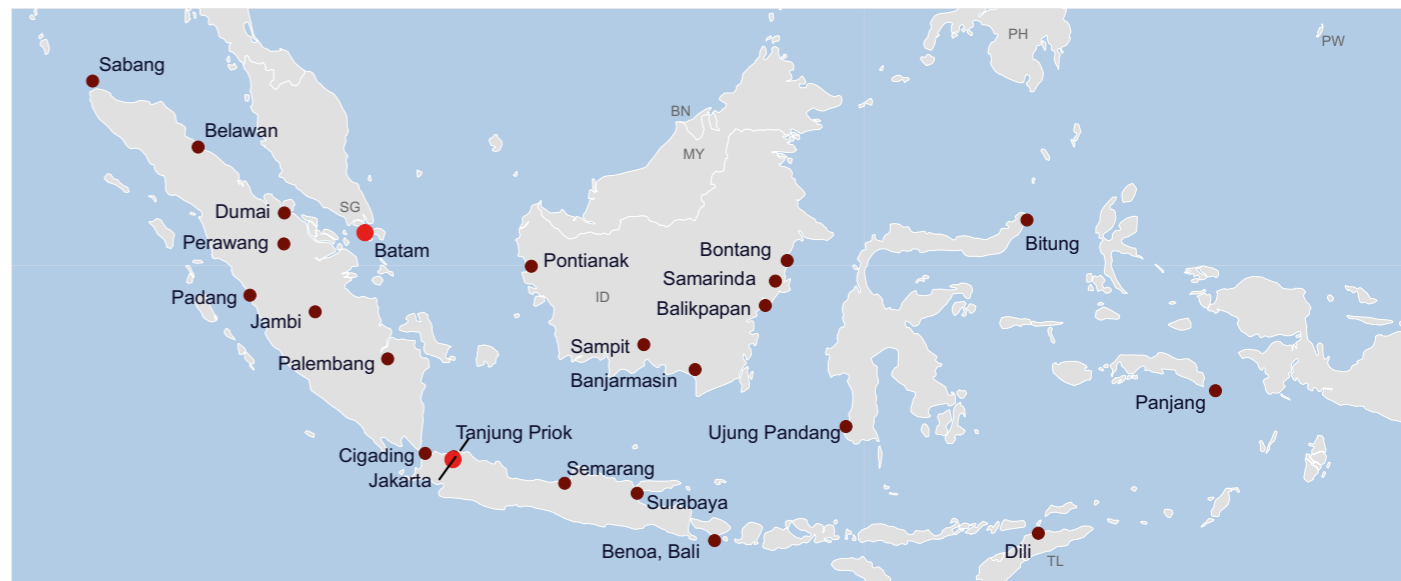 Sabang
PH
PW
BN
Belawan
MY
SG
Dumai
Perawang
Batam
Bitung
Bontang
Pontianak
Samarinda
Padang
ID
Balikpapan
Jambi
Sampit
Palembang
Banjarmasin
Panjang
Tanjung Priok
Ujung Pandang
Cigading
Jakarta
Semarang
Surabaya
Benoa, Bali
Dili
TL